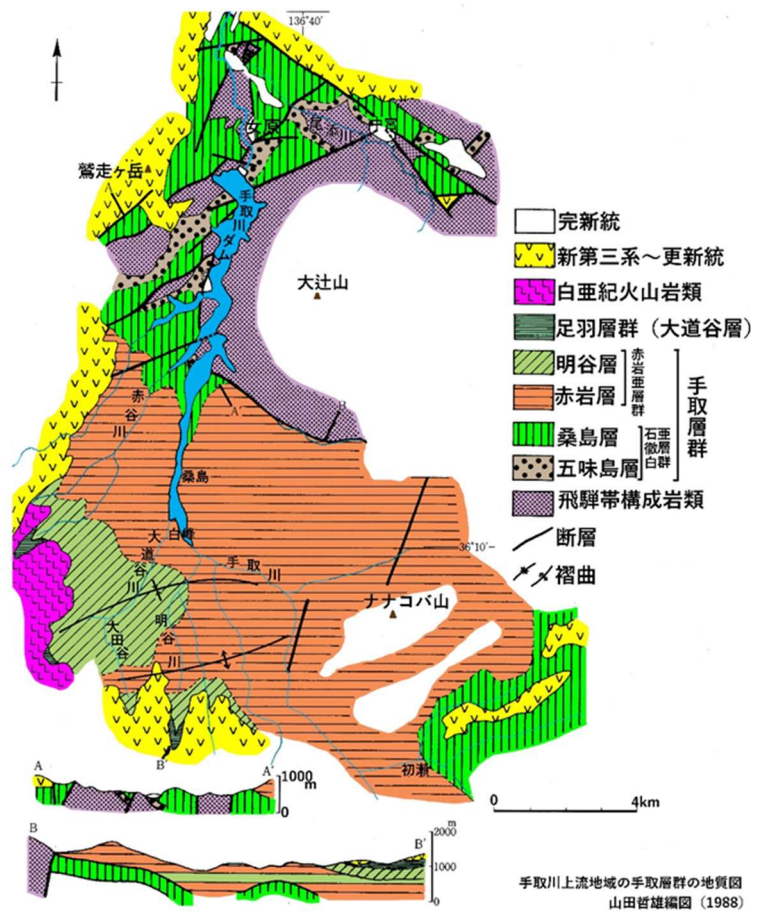 136°40′
女原
尾添川
中宮
鷲走ヶ岳
A
手取川ダム
大辻山
B
A′
赤谷川
桑島
大道谷川
白峰
手取川
36°10′
ナナコバ山
大田谷
明谷川
初瀬
B′
完新統
新第三系～更新統
白亜紀火山岩類
足羽層群（大道谷層）
明谷層
赤岩層
赤岩亜層群
桑島層
五味島層
石徹白亜層群
手取層群
飛騨帯構成岩類
断層
褶曲
A
A′
1000
m
0
0
4km
B
B′
m
2000
1000
0
手取川上流地域の手取層群の地質図
山田哲雄編図（1988）